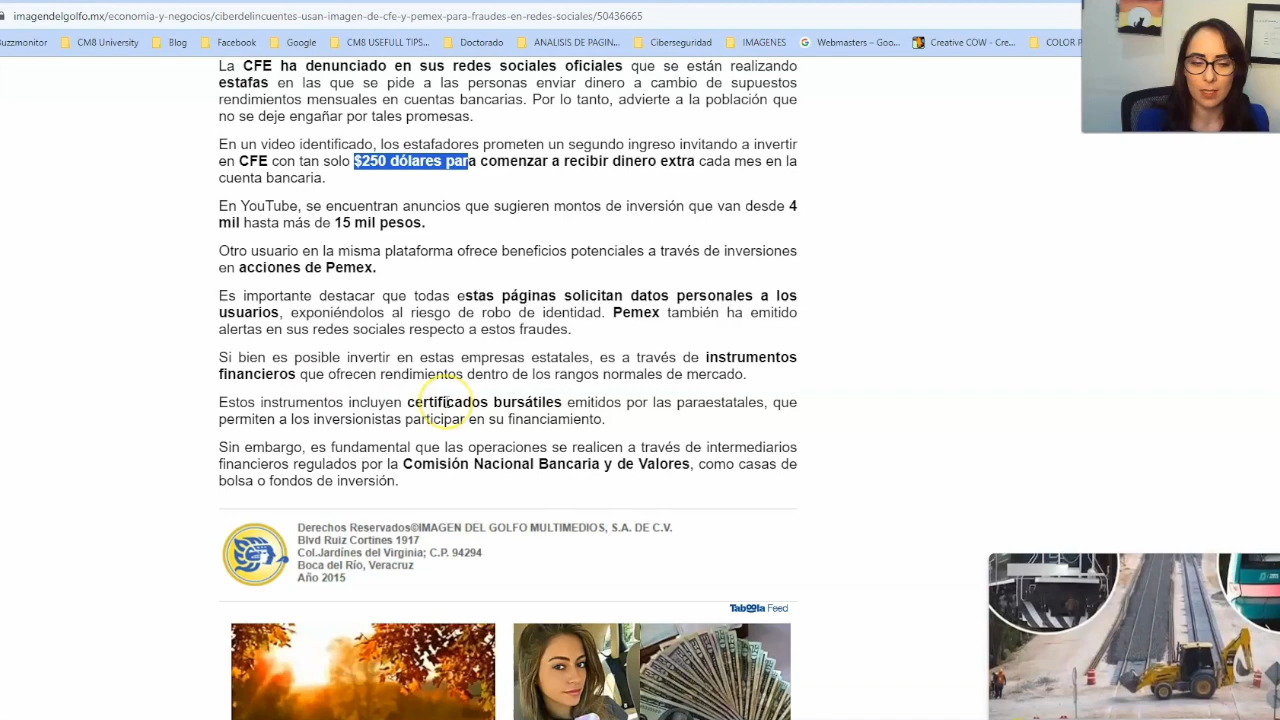 imagendelgolfo.mx/economia-y-negocios/ciberdelincuentes-usan-imagen-de-cfe-y-pemex-para-fraudes-en-redes-sociales/50436665
Buzzmonitor CM8 University Blog Facebook Google CM8 USEFULL TIPS... Doctorado ANALISIS DE PAGIN... Ciberseguridad IMAGENES Webmasters – Goo... Creative COW - Cre... COLOR P
La CFE ha denunciado en sus redes sociales oficiales que se están realizando
estafas en las que se pide a las personas enviar dinero a cambio de supuestos
rendimientos mensuales en cuentas bancarias. Por lo tanto, advierte a la población que
no se deje engañar por tales promesas.
En un video identificado, los estafadores prometen un segundo ingreso invitando a invertir
en CFE con tan solo $250 dólares para comenzar a recibir dinero extra cada mes en la
cuenta bancaria.
En YouTube, se encuentran anuncios que sugieren montos de inversión que van desde 4
mil hasta más de 15 mil pesos.
Otro usuario en la misma plataforma ofrece beneficios potenciales a través de inversiones
en acciones de Pemex.
Es importante destacar que todas estas páginas solicitan datos personales a los
usuarios, exponiéndolos al riesgo de robo de identidad. Pemex también ha emitido
alertas en sus redes sociales respecto a estos fraudes.
Si bien es posible invertir en estas empresas estatales, es a través de instrumentos
financieros que ofrecen rendimientos dentro de los rangos normales de mercado.
Estos instrumentos incluyen certificados bursátiles emitidos por las paraestatales, que
permiten a los inversionistas participar en su financiamiento.
Sin embargo, es fundamental que las operaciones se realicen a través de intermediarios
financieros regulados por la Comisión Nacional Bancaria y de Valores, como casas de
bolsa o fondos de inversión.
Derechos Reservados©IMAGEN DEL GOLFO MULTIMEDIOS, S.A. DE C.V.
Blvd Ruiz Cortines 1917
Col.Jardínes del Virginia; C.P. 94294
Boca del Río, Veracruz
Año 2015
Taboola Feed